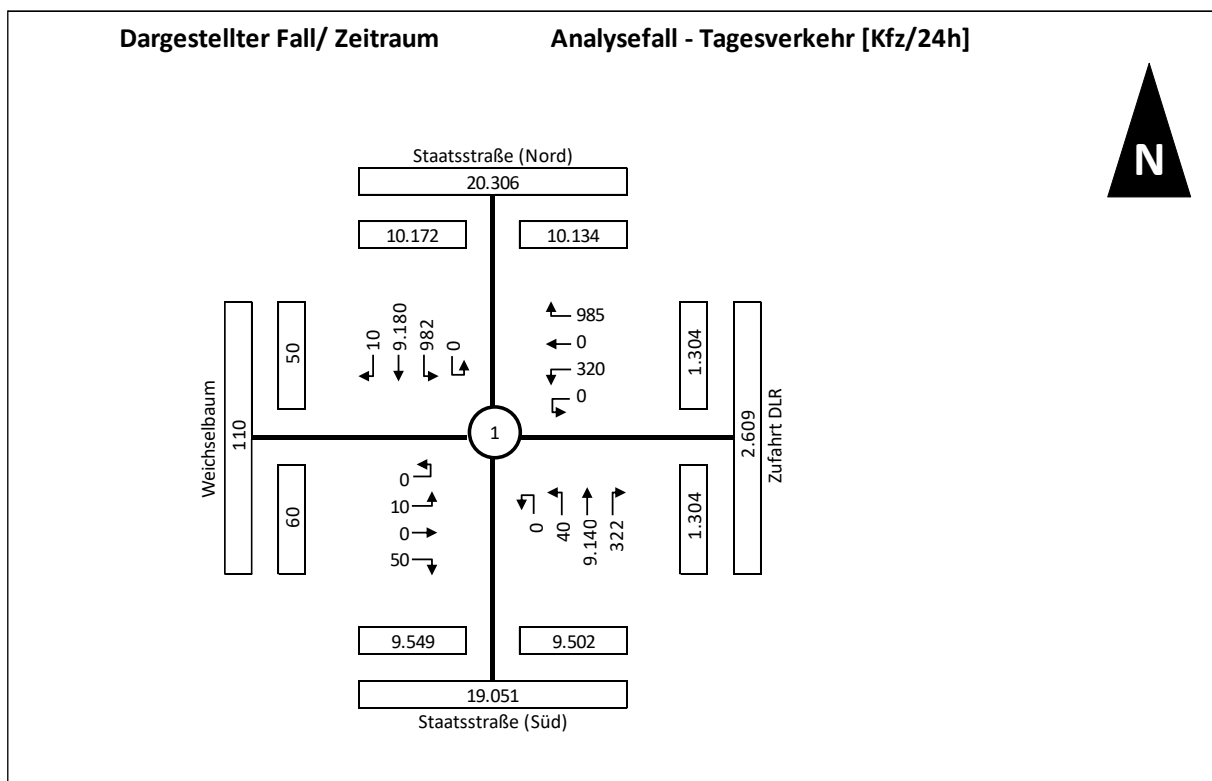 Dargestellter Fall/ Zeitraum Analysefall - Tagesverkehr [Kfz/24h]
N
Staatsstraße (Nord)
20.306
10.172 10.134
10 9.180 982 0
985
0
320
0
Weichselbaum
110
50
60
1
1.304
1.304
2.609
Zufahrt DLR
0
10
0
50
0 40 9.140 322
9.549 9.502
19.051
Staatsstraße (Süd)